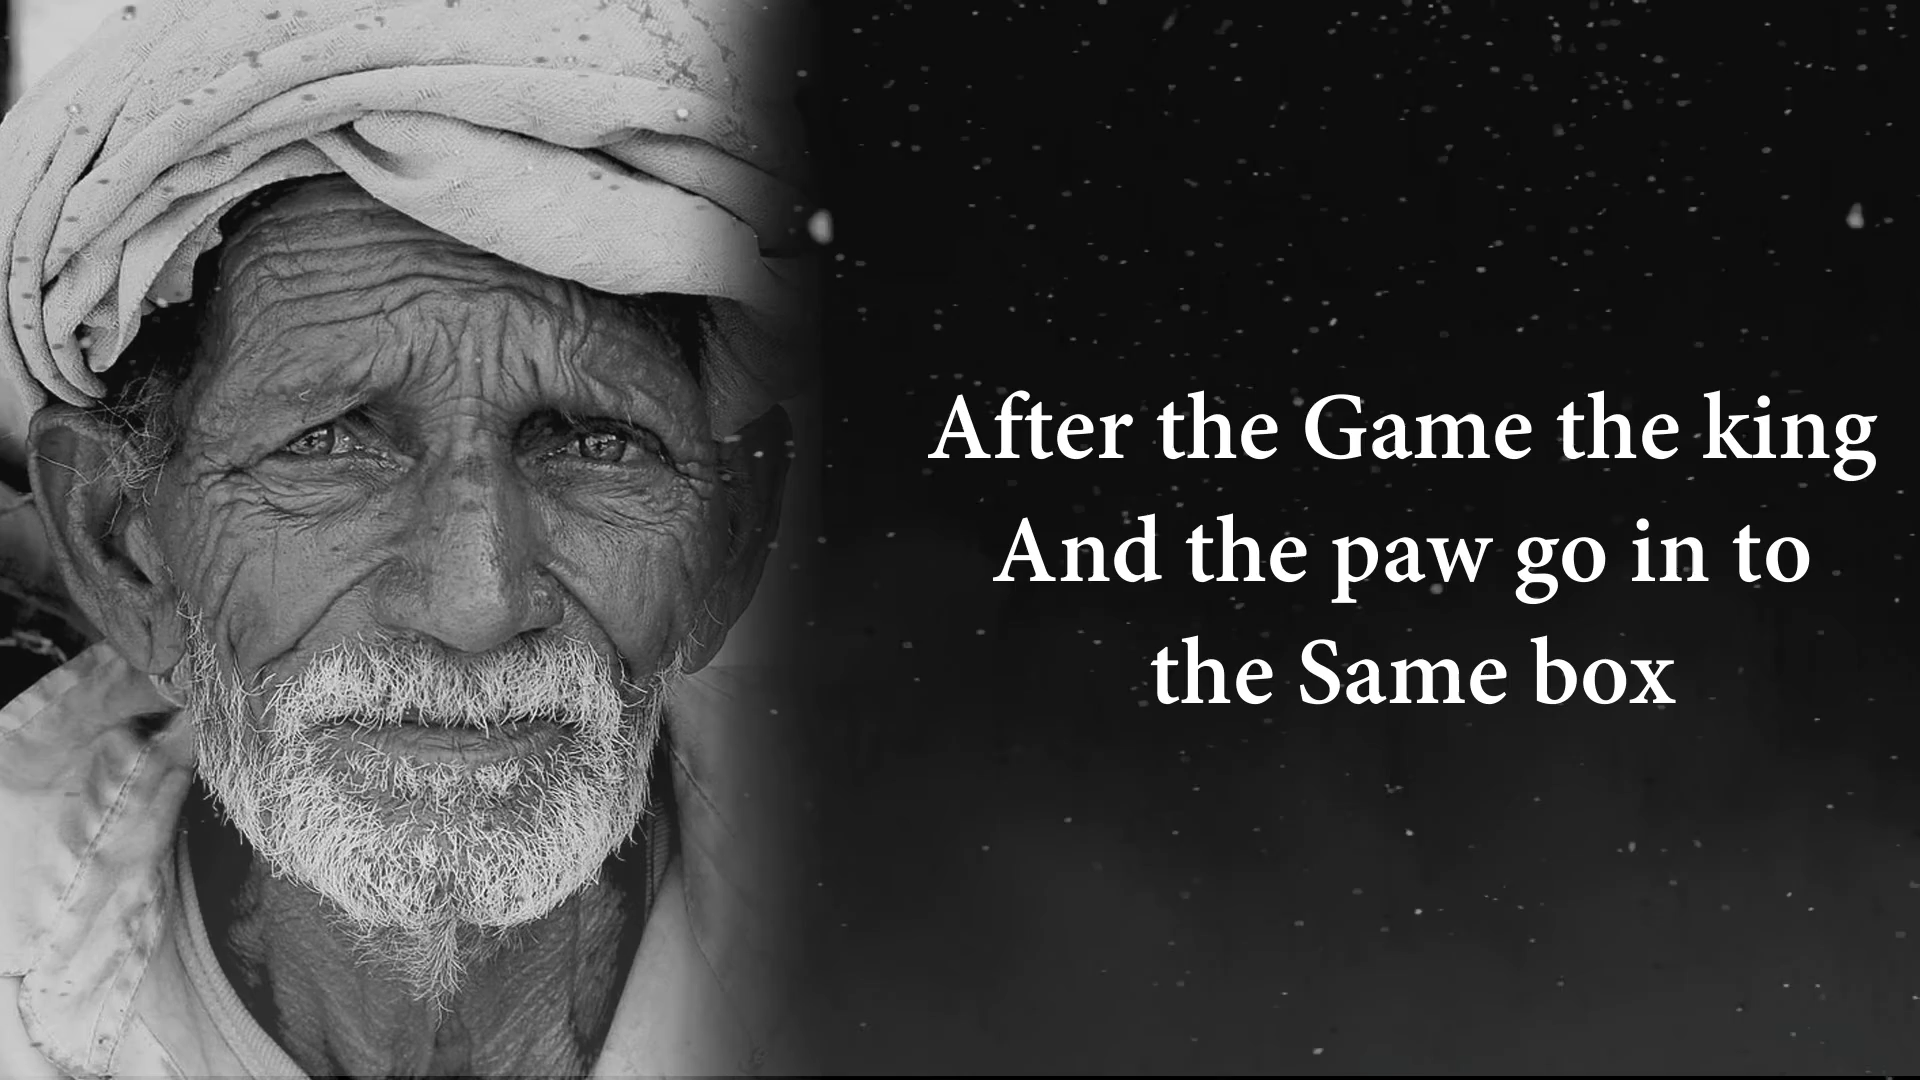 After the Game the king
And the paw go in to
the Same box